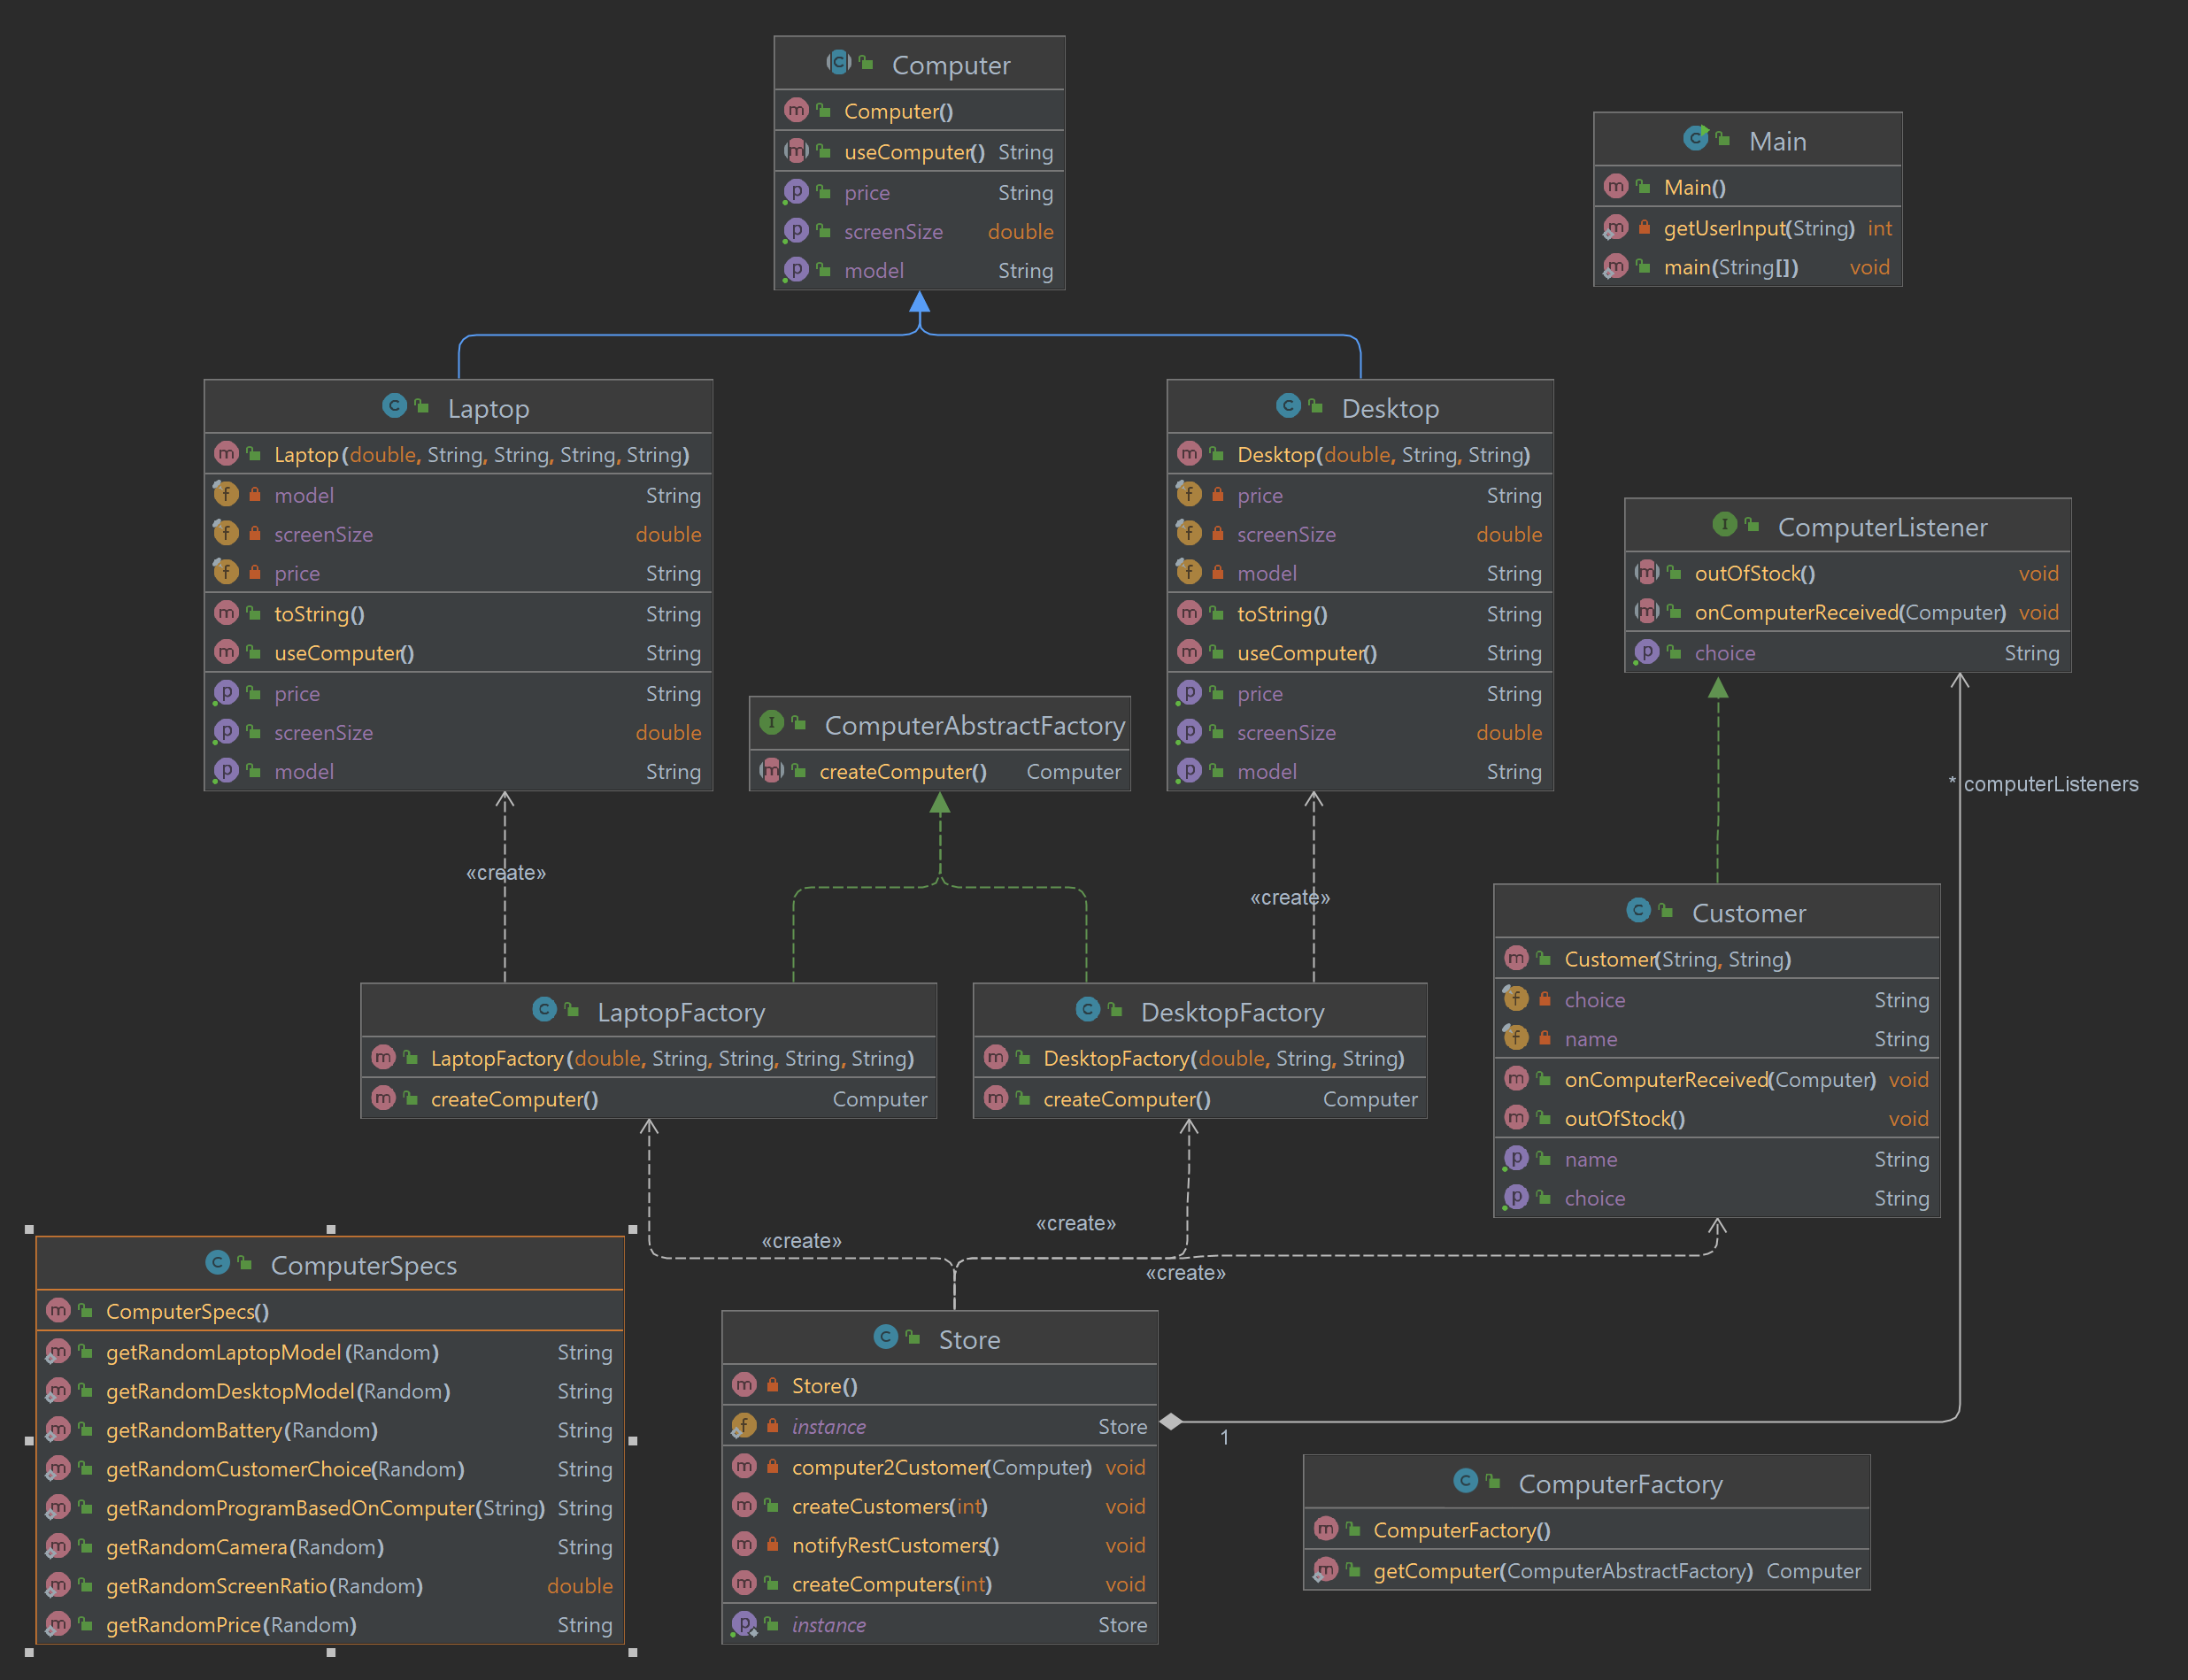 Computer
Computer()
useComputer() String
price String
screenSize double
model String
Main
Main()
getUserInput(String) int
main(String[]) void
Laptop
Laptop(double, String, String, String, String)
model String
screenSize double
price String
toString() String
useComputer() String
price String
screenSize double
model String
Desktop
Desktop(double, String, String)
price String
screenSize double
model String
toString() String
useComputer() String
price String
screenSize double
model String
ComputerListener
outOfStock() void
onComputerReceived(Computer) void
choice String
ComputerAbstractFactory
createComputer() Computer
* computerListeners
«create»
«create»
LaptopFactory
LaptopFactory(double, String, String, String, String)
createComputer() Computer
DesktopFactory
DesktopFactory(double, String, String)
createComputer() Computer
Customer
Customer(String, String)
choice String
name String
onComputerReceived(Computer) void
outOfStock() void
name String
choice String
«create»
«create»
«create»
ComputerSpecs
ComputerSpecs()
getRandomLaptopModel(Random) String
getRandomDesktopModel(Random) String
getRandomBattery(Random) String
getRandomCustomerChoice(Random) String
getRandomProgramBasedOnComputer(String) String
getRandomCamera(Random) String
getRandomScreenRatio(Random) double
getRandomPrice(Random) String
Store
Store()
instance Store
computer2Customer(Computer) void
createCustomers(int) void
notifyRestCustomers() void
createComputers(int) void
instance Store
1
ComputerFactory
ComputerFactory()
getComputer(ComputerAbstractFactory) Computer